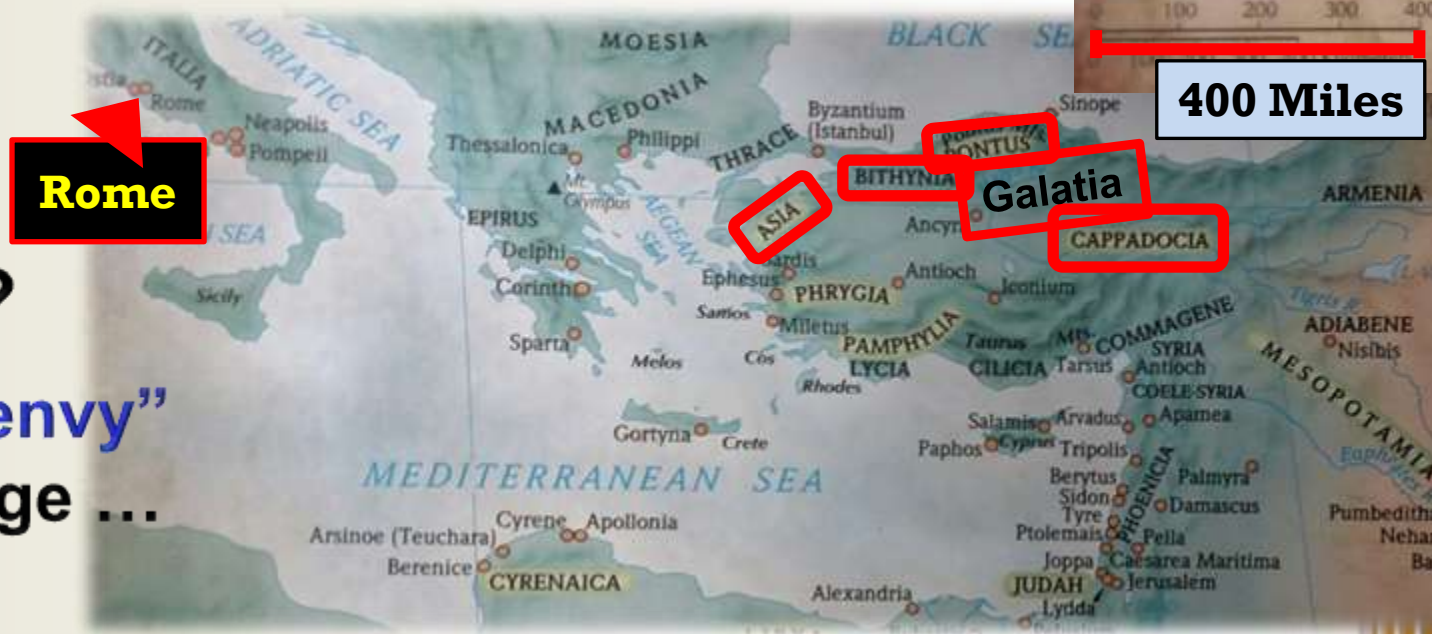 0 100 200 300 400
400 Miles
MOESIA
BLACK SE
ITALIA
ADRIATIC SEA
Rome
Neapolis
Pompeii
Rome
MACEDONIA
Thessalonica
Philippi
THRACE
Byzantium
(Istanbul)
Sinope
PONTUS
BITHYNIA
Galatia
ARMENIA
Mt.
Olympus
AEGEAN
SEA
ASIA
EPIRUS
SEA
CAPPADOCIA
Delphi
Ephesus
Antioch
PHRYGIA
Iconium
Corinth
Sicily
Samos
Miletus
PAMPHYLIA
Taurus
Mts.
COMMAGENE
Tigris R.
ADIABENE
Nisibis
Sparta
Melos
Cos
LYCIA
CILICIA
Tarsus
SYRIA
Antioch
Rhodes
COELE-SYRIA
MESOPOTAMIA
?
envy”
Gortyna
Crete
Salamis
Arvadus
Apamea
Paphos
Cyprus
Tripolis
MEDITERRANEAN SEA
Berytus
Palmyra
Sidon
PHOENICIA
Damascus
Tyre
ge ...
Cyrene
Apollonia
Arsinoe (Teuchara)
Ptolemais
Pella
Joppa
Caesarea Maritima
Berenice
CYRENAICA
Alexandria
JUDAH
Jerusalem
Lydda